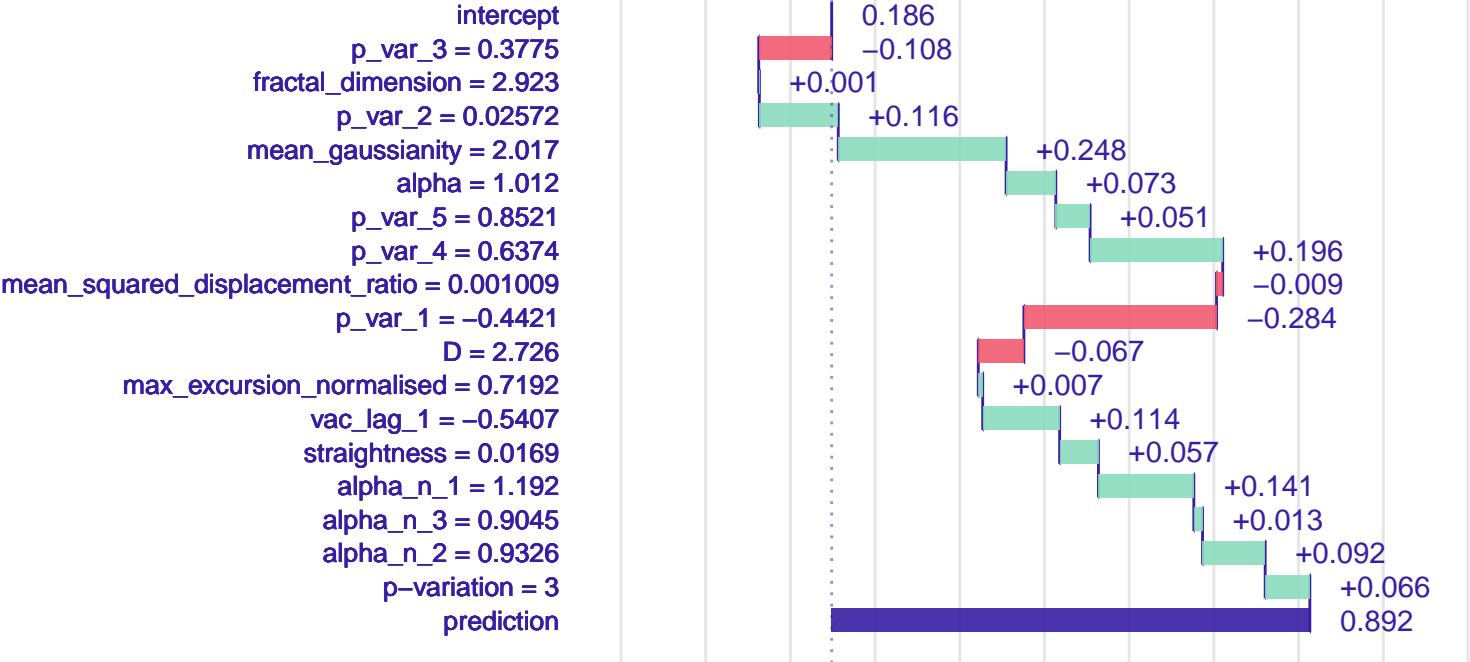 intercept 0.186
p_var_3 = 0.3775 −0.108
fractal_dimension = 2.923 +0.001
p_var_2 = 0.02572 +0.116
mean_gaussianity = 2.017 +0.248
alpha = 1.012 +0.073
p_var_5 = 0.8521 +0.051
p_var_4 = 0.6374 +0.196
mean_squared_displacement_ratio = 0.001009 −0.009
p_var_1 = −0.4421 −0.284
D = 2.726 −0.067
max_excursion_normalised = 0.7192 +0.007
vac_lag_1 = −0.5407 +0.114
straightness = 0.0169 +0.057
alpha_n_1 = 1.192 +0.141
alpha_n_3 = 0.9045 +0.013
alpha_n_2 = 0.9326 +0.092
p−variation = 3 +0.066
prediction 0.892